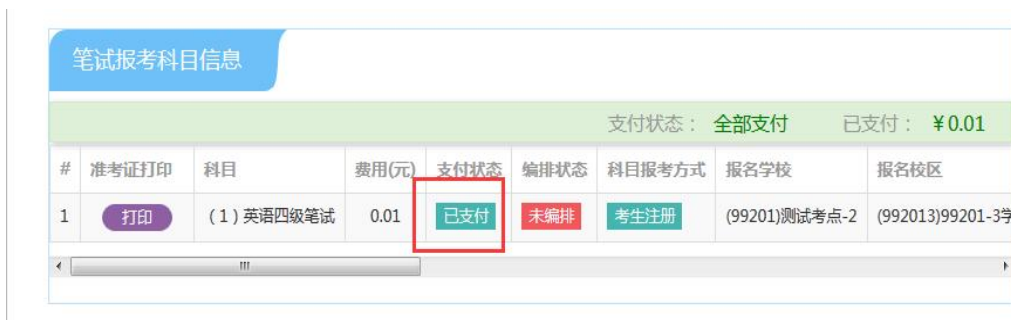 笔试报考科目信息
支付状态： 全部支付 已支付： ¥0.01
# 准考证打印 科目 费用(元) 支付状态 编排状态 科目报考方式 报名学校 报名校区
1 打印 (1)英语四级笔试 0.01 已支付 未编排 考生注册 (99201)测试考点-2 (992013)99201-3学